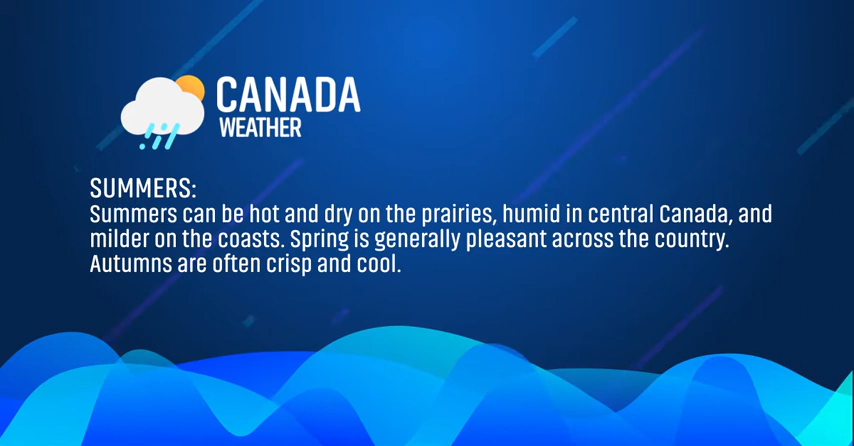 CANADA
WEATHER
SUMMERS:
Summers can be hot and dry on the prairies, humid in central Canada, and
milder on the coasts. Spring is generally pleasant across the country.
Autumns are often crisp and cool.